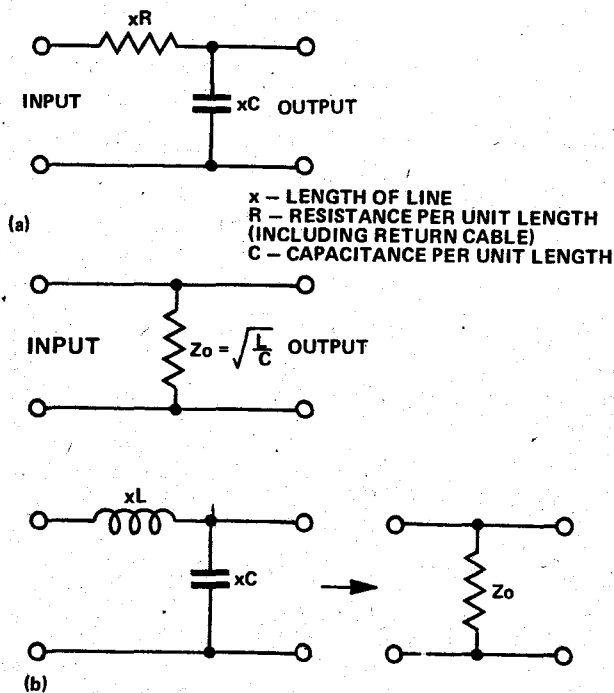 xR
INPUT
xC OUTPUT
(a)
x – LENGTH OF LINE
R – RESISTANCE PER UNIT LENGTH
(INCLUDING RETURN CABLE)
C – CAPACITANCE PER UNIT LENGTH
INPUT
Zo = √L/C OUTPUT
xL
xC
Zo
(b)